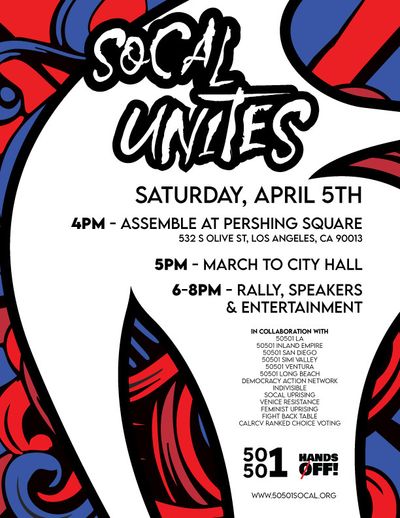 SOCAL
UNITES
SATURDAY, APRIL 5TH
4PM - ASSEMBLE AT PERSHING SQUARE
532 S OLIVE ST, LOS ANGELES, CA 90013
5PM - MARCH TO CITY HALL
6-8PM - RALLY, SPEAKERS
& ENTERTAINMENT
IN COLLABORATION WITH
50501 LA
50501 INLAND EMPIRE
50501 SAN DIEGO
50501 SIMI VALLEY
50501 VENTURA
50501 LONG BEACH
DEMOCRACY ACTION NETWORK
INDIVISIBLE
SOCAL UPRISING
VENICE RESISTANCE
FEMINIST UPRISING
FIGHT BACK TABLE
CALRCV RANKED CHOICE VOTING
50
501
HANDS
OFF!
WWW.50501SOCAL.ORG